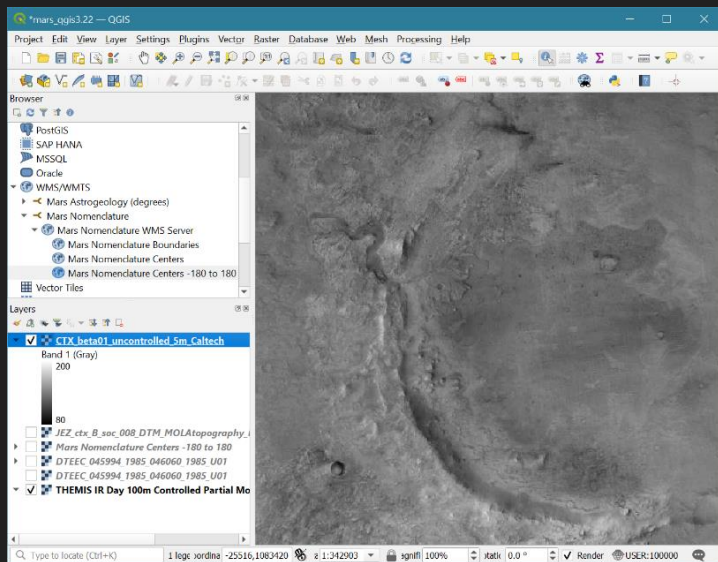 *mars_qgis3.22 — QGIS
Project Edit View Layer Settings Plugins Vector Raster Database Web Mesh Processing Help
Browser
PostGIS
SAP HANA
MSSQL
Oracle
WMS/WMTS
Mars Astrogeology (degrees)
Mars Nomenclature
Mars Nomenclature WMS Server
Mars Nomenclature Boundaries
Mars Nomenclature Centers
Mars Nomenclature Centers -180 to 180
Vector Tiles
Layers
CTX_beta01_uncontrolled_5m_Caltech
Band 1 (Gray)
200
80
JEZ_ctx_B_soc_008_DTM_MOLAtopography_
Mars Nomenclature Centers -180 to 180
DTEEC_045994_1985_046060_1985_U01
DTEEC_045994_1985_046060_1985_U01
THEMIS IR Day 100m Controlled Partial Mo
Type to locate (Ctrl+K) 1 legε -25516,1083420 1:342903 100% 0.0 ° Render USER:100000